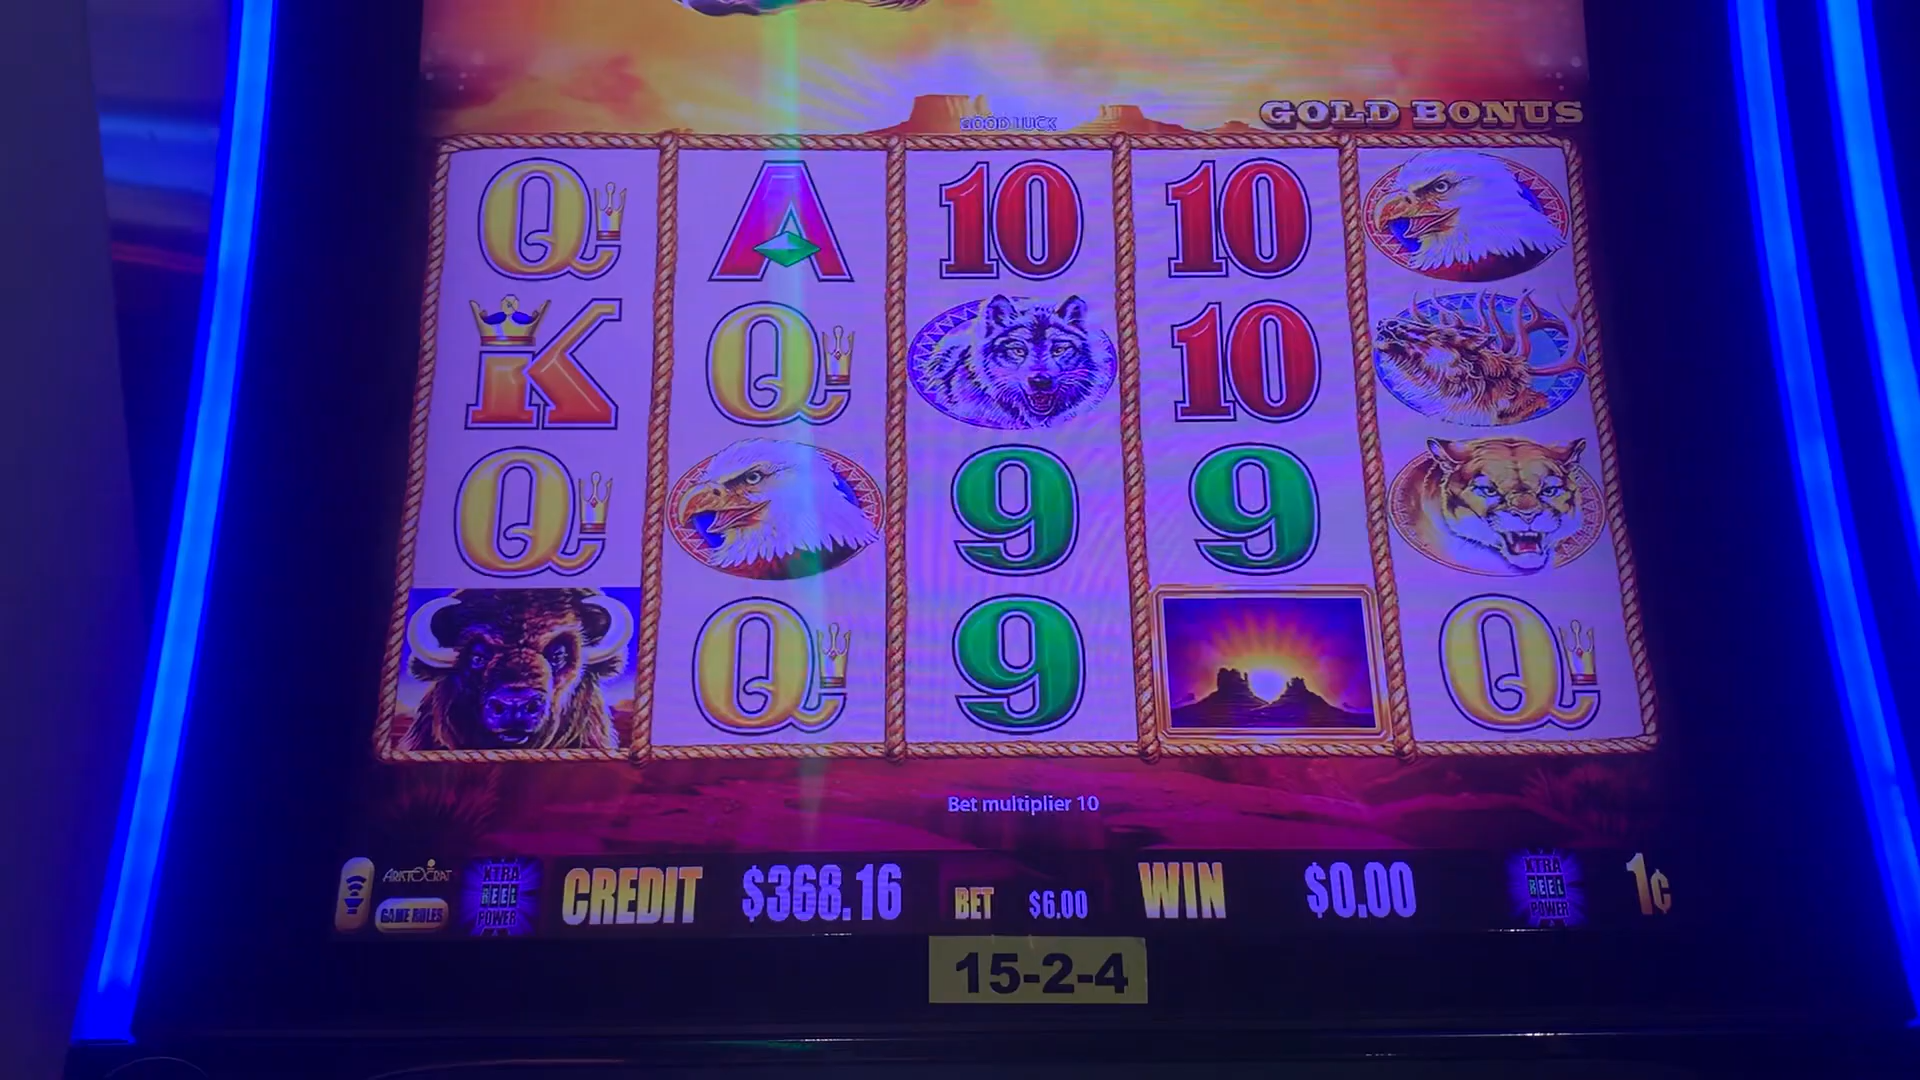 GOOD LUCK
GOLD BONUS
Q A 10 10
K Q 10
Q 9 9
Q 9 Q
Bet multiplier 10
ARISTOCRAT
GAME RULES
XTRA
REEL
POWER
CREDIT $368.16
BET $6.00
WIN $0.00
XTRA
REEL
POWER
1¢
15-2-4